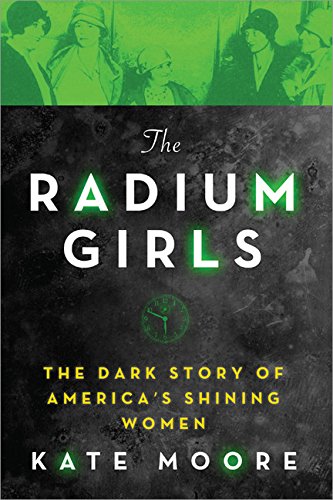 The
RADIUM
GIRLS
THE DARK STORY OF
AMERICA'S SHINING
WOMEN
KATE MOORE